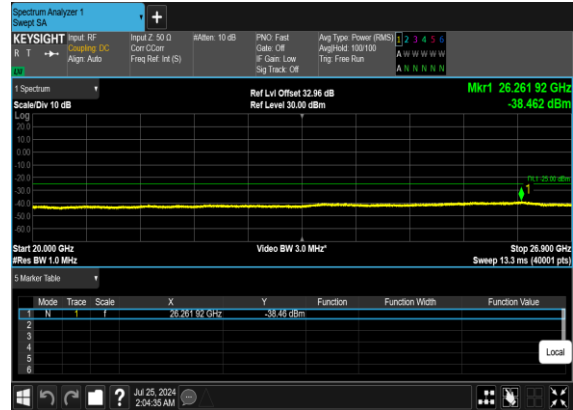 Spectrum Analyzer 1
Swept SA
+
KEYSIGHT Input: RF Input Z: 50 Ω #Atten: 10 dB PNO: Fast Avg Type: Power (RMS) 1 2 3 4 5 6
R T Coupling: DC Corr CCorr Gate: Off Avg|Hold: 100/100 A W W W W W
Align: Auto Freq Ref: Int (S) IF Gain: Low Trig: Free Run
Sig Track: Off A N N N N N
LXI
1 Spectrum Ref Lvl Offset 32.96 dB Mkr1 26.261 92 GHz
Scale/Div 10 dB Ref Level 30.00 dBm -38.462 dBm
Log
20.0
10.0
0.00
-10.0
-20.0
DL1 -25.00 dBm
-30.0
1
-40.0
-50.0
-60.0
Start 20.000 GHz Video BW 3.0 MHz* Stop 26.900 GHz
#Res BW 1.0 MHz Sweep 13.3 ms (40001 pts)
5 Marker Table
Mode Trace Scale X Y Function Function Width Function Value
1 N 1 f 26.261 92 GHz -38.46 dBm
2
3
4
5
6
Local
? Jul 25, 2024
2:04:35 AM